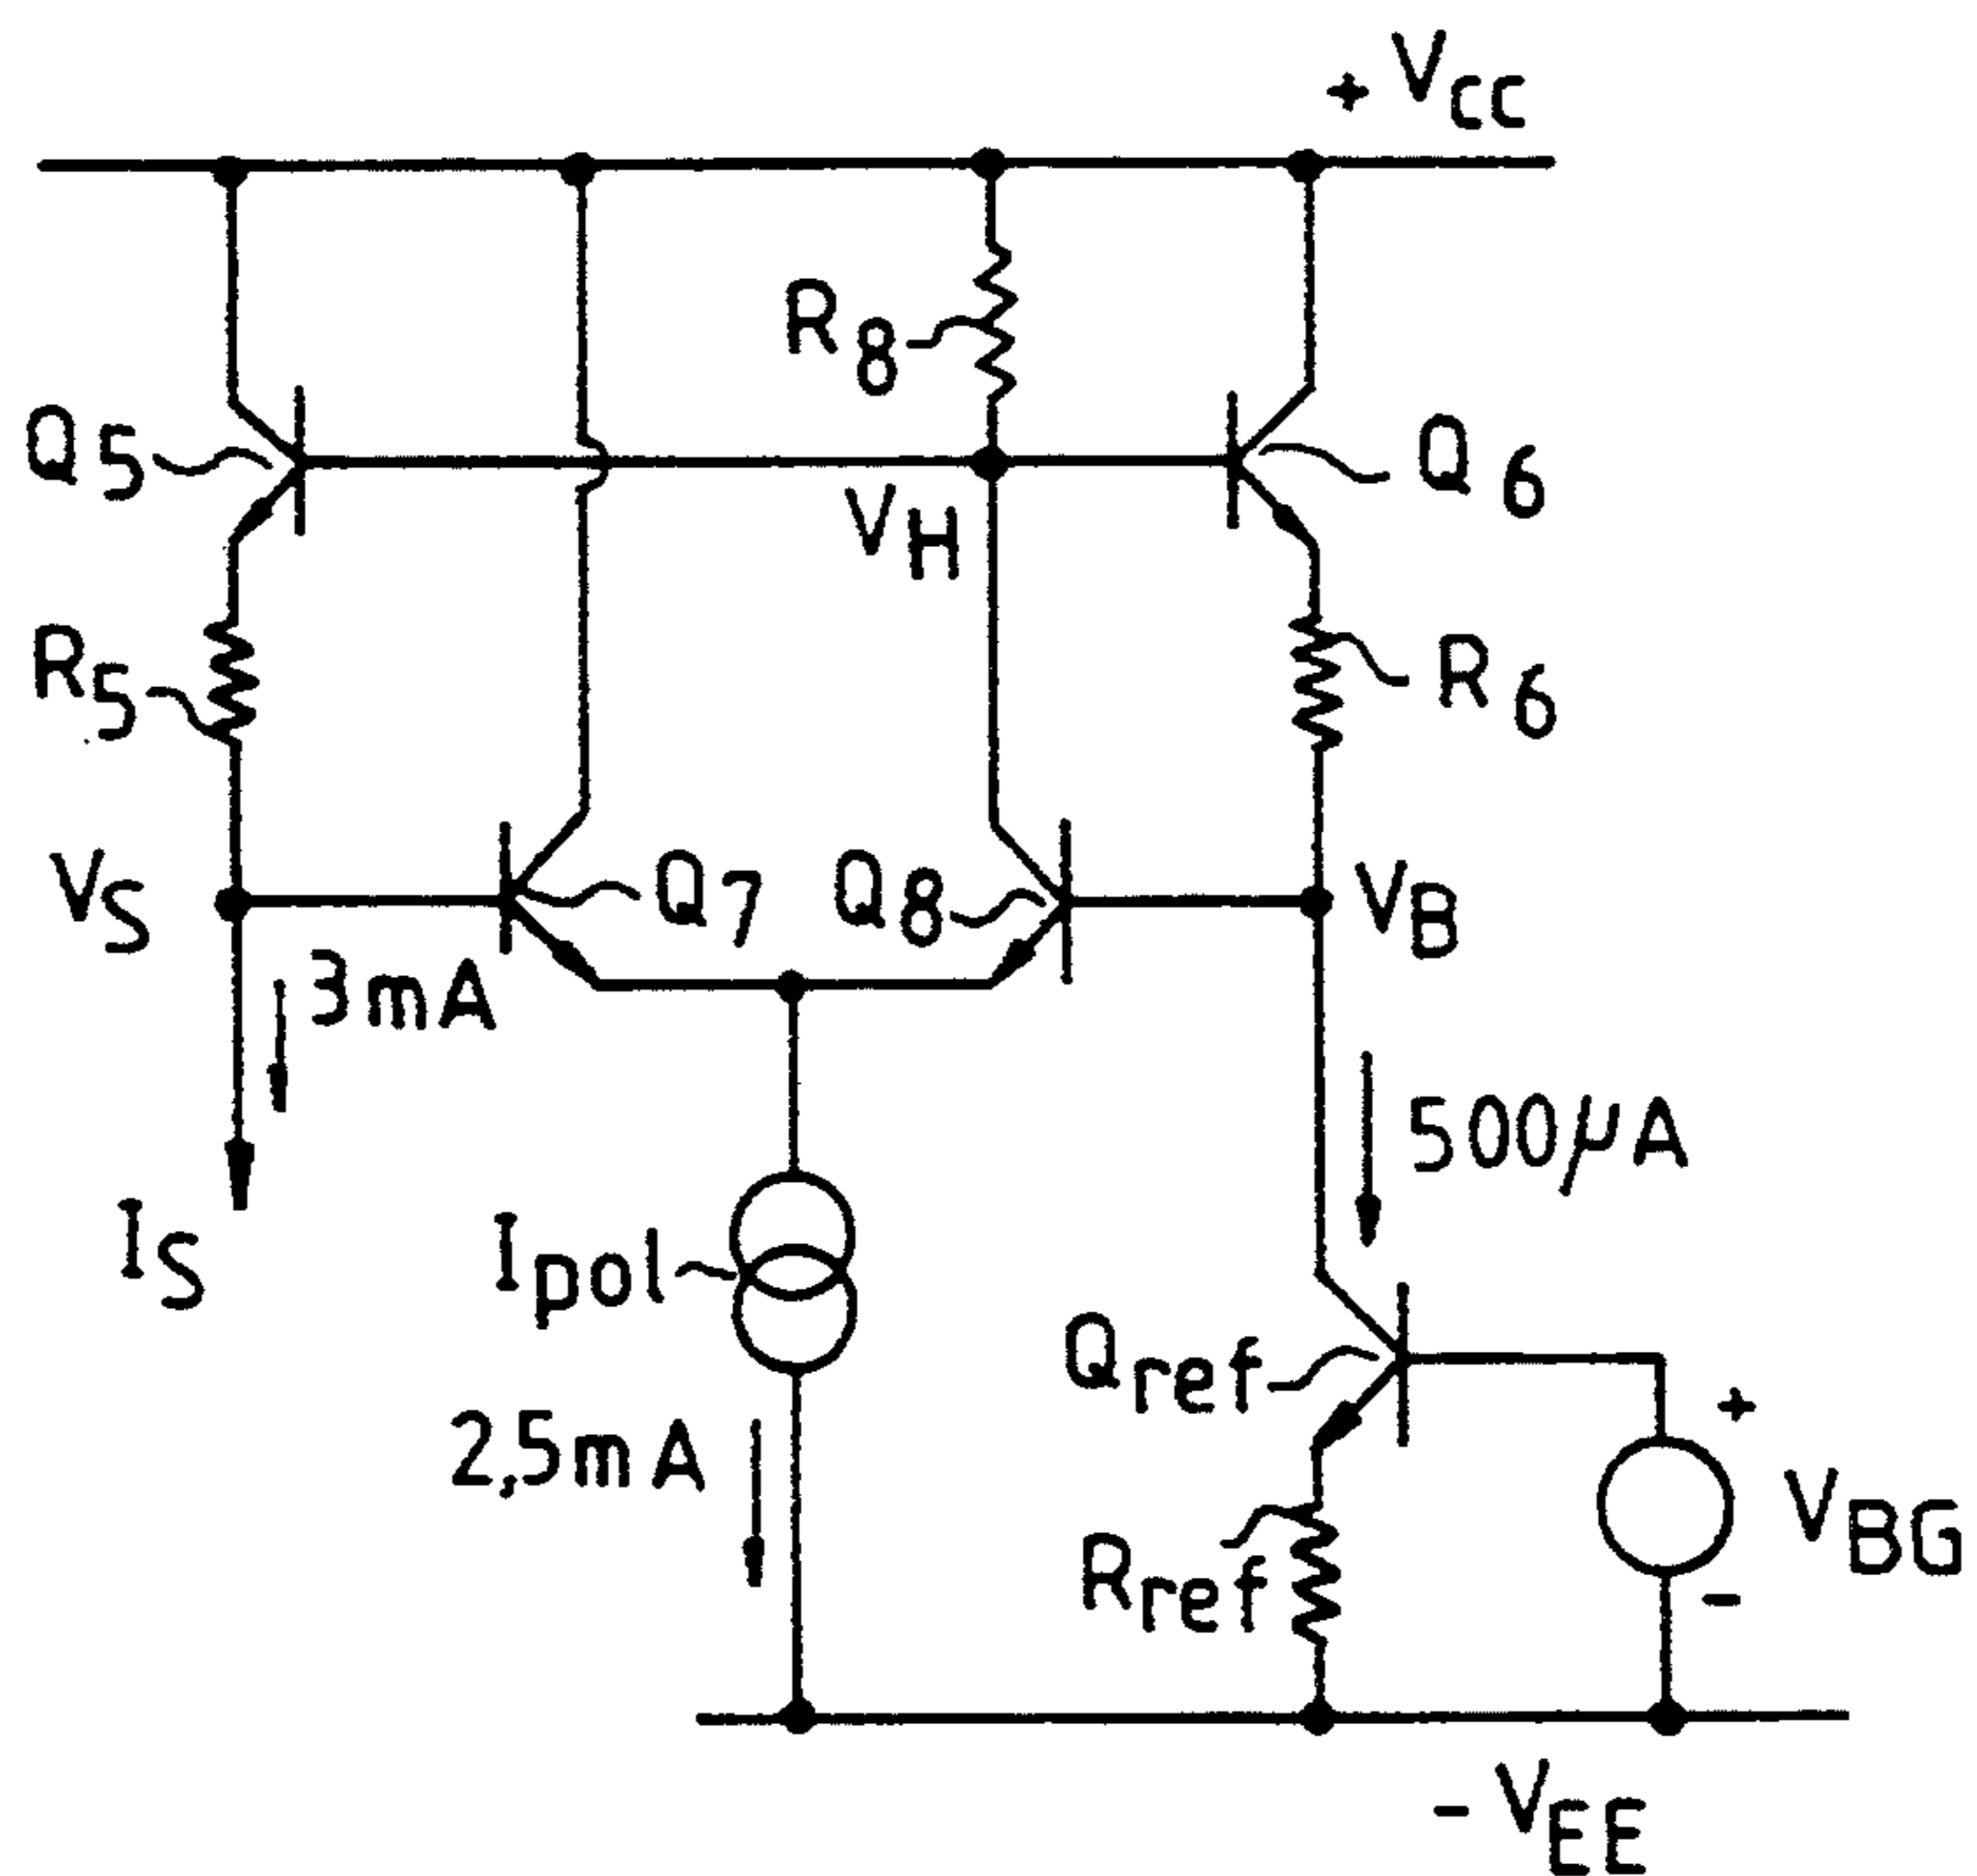 + VCC
R8
Q5
Q6
VH
R5
R6
VS
Q7
Q8
VB
3mA
500µA
IS
Ipol
Qref
+
2,5mA
VBG
Rref
-
- VEE